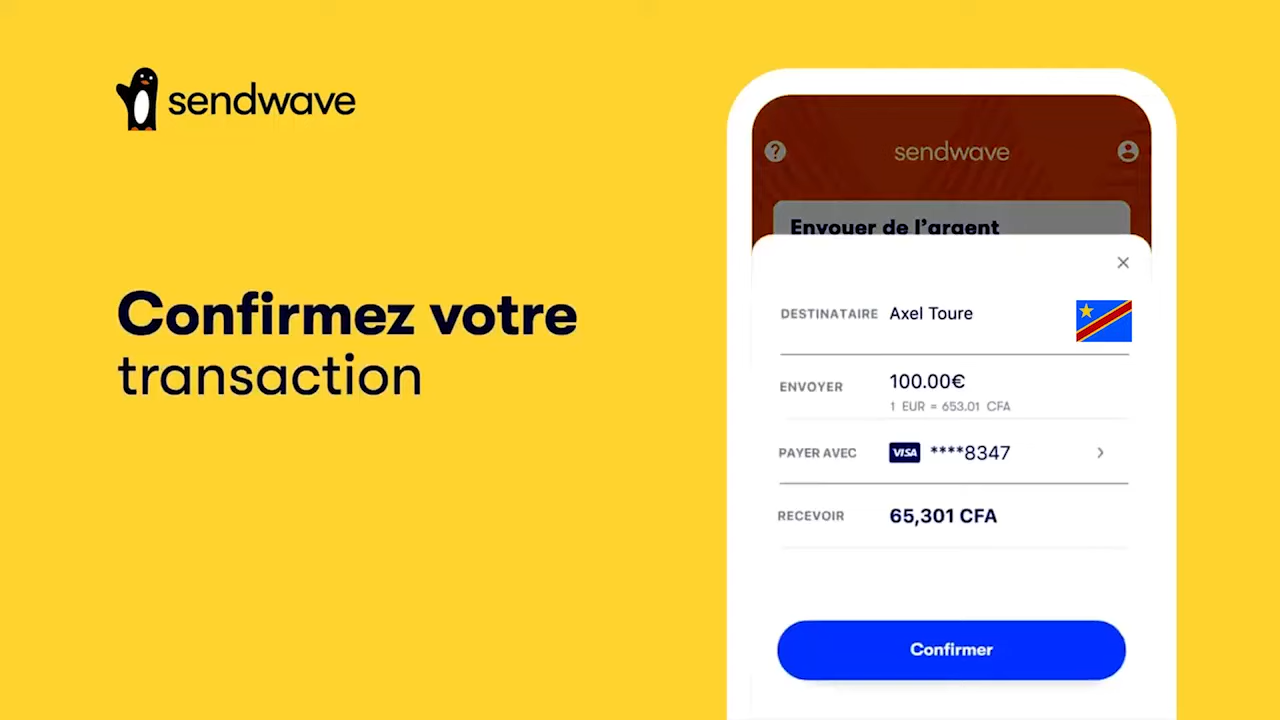 sendwave
Confirmez votre
transaction
?
sendwave
Envoyer de l'argent
DESTINATAIRE Axel Toure
ENVOYER 100.00€
1 EUR = 653.01 CFA
PAYER AVEC VISA ****8347
RECEVOIR 65,301 CFA
Confirmer